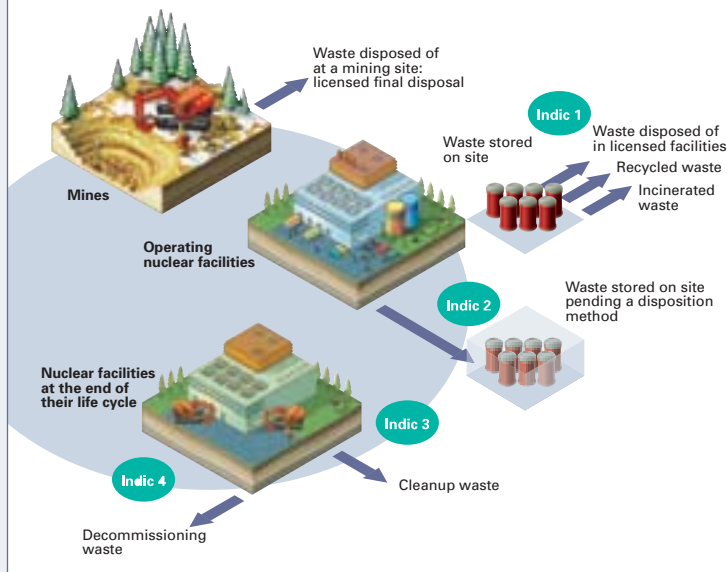 Waste disposed of
at a mining site:
licensed final disposal
Mines
Indic 1
Waste stored
on site
Waste disposed of
in licensed facilities
Recycled waste
Incinerated
waste
Operating
nuclear facilities
Indic 2
Waste stored on site
pending a disposition
method
Nuclear facilities
at the end of
their life cycle
Indic 3
Cleanup waste
Indic 4
Decommissioning
waste